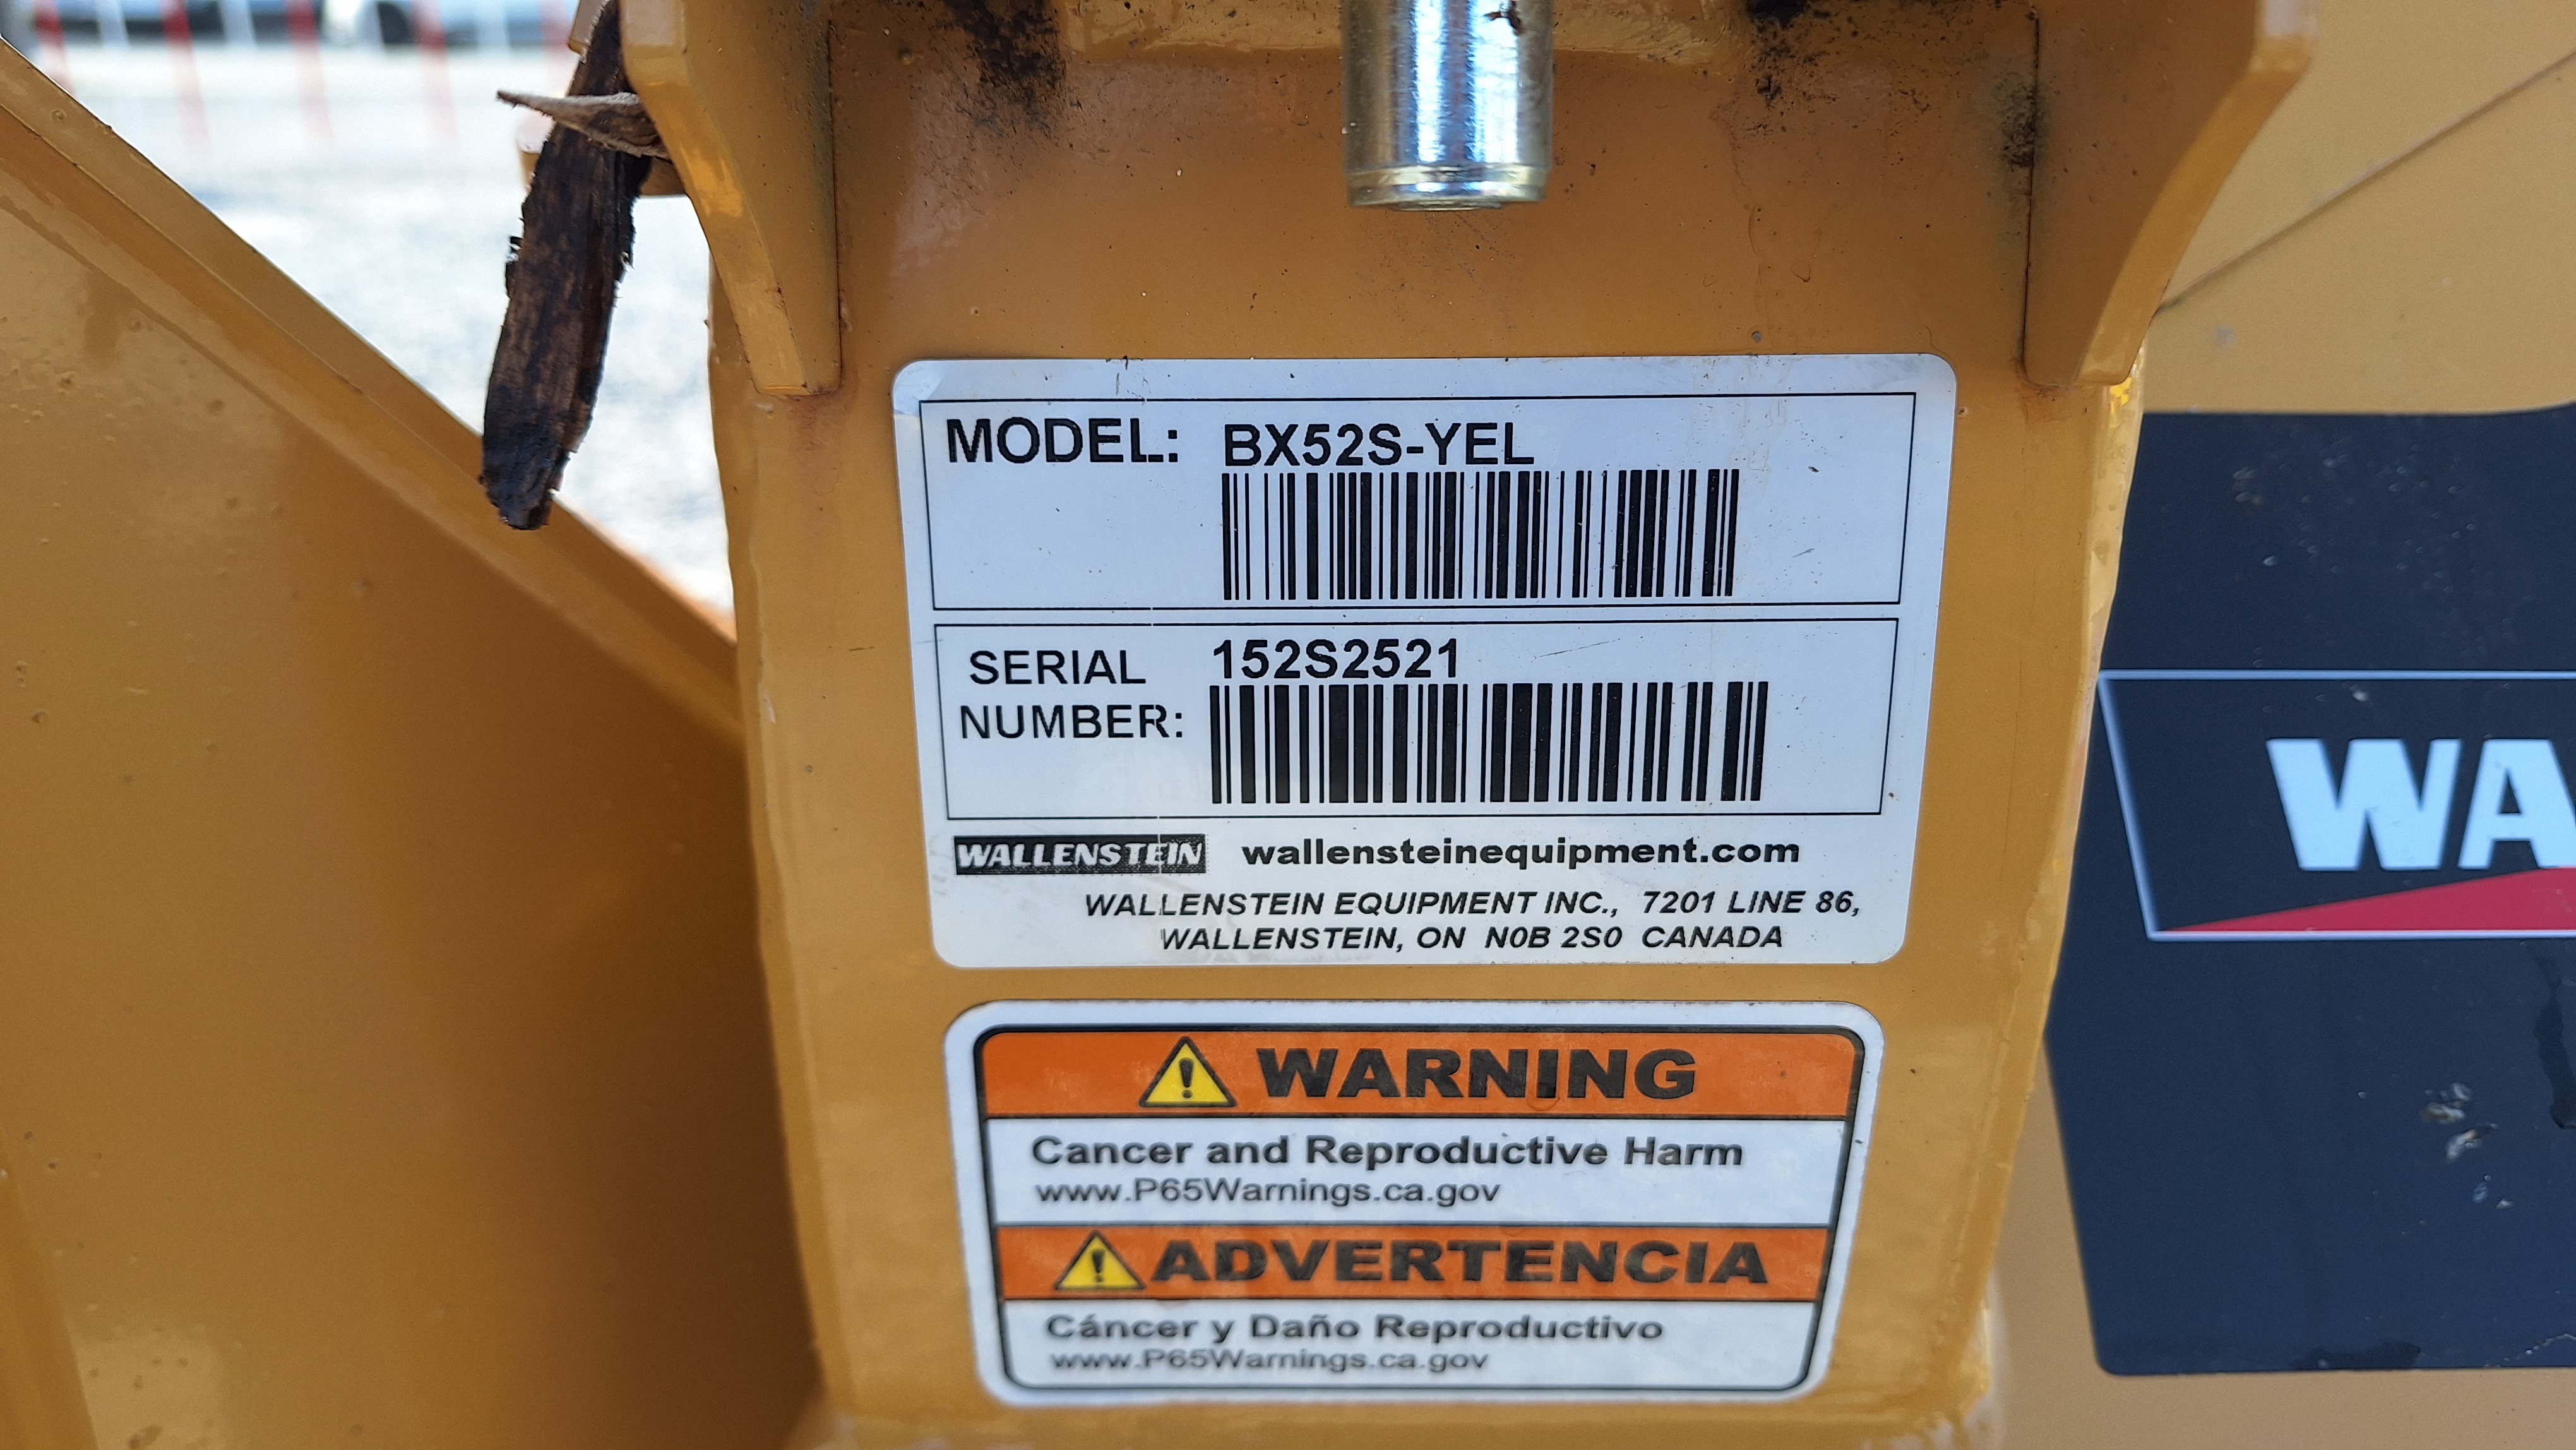 MODEL: BX52S-YEL
SERIAL NUMBER: 152S2521
WALLENSTEIN wallensteinequipment.com
WALLENSTEIN EQUIPMENT INC., 7201 LINE 86,
WALLENSTEIN, ON N0B 2S0 CANADA
WARNING
Cancer and Reproductive Harm
www.P65Warnings.ca.gov
ADVERTENCIA
Cáncer y Daño Reproductivo
www.P65Warnings.ca.gov
WA